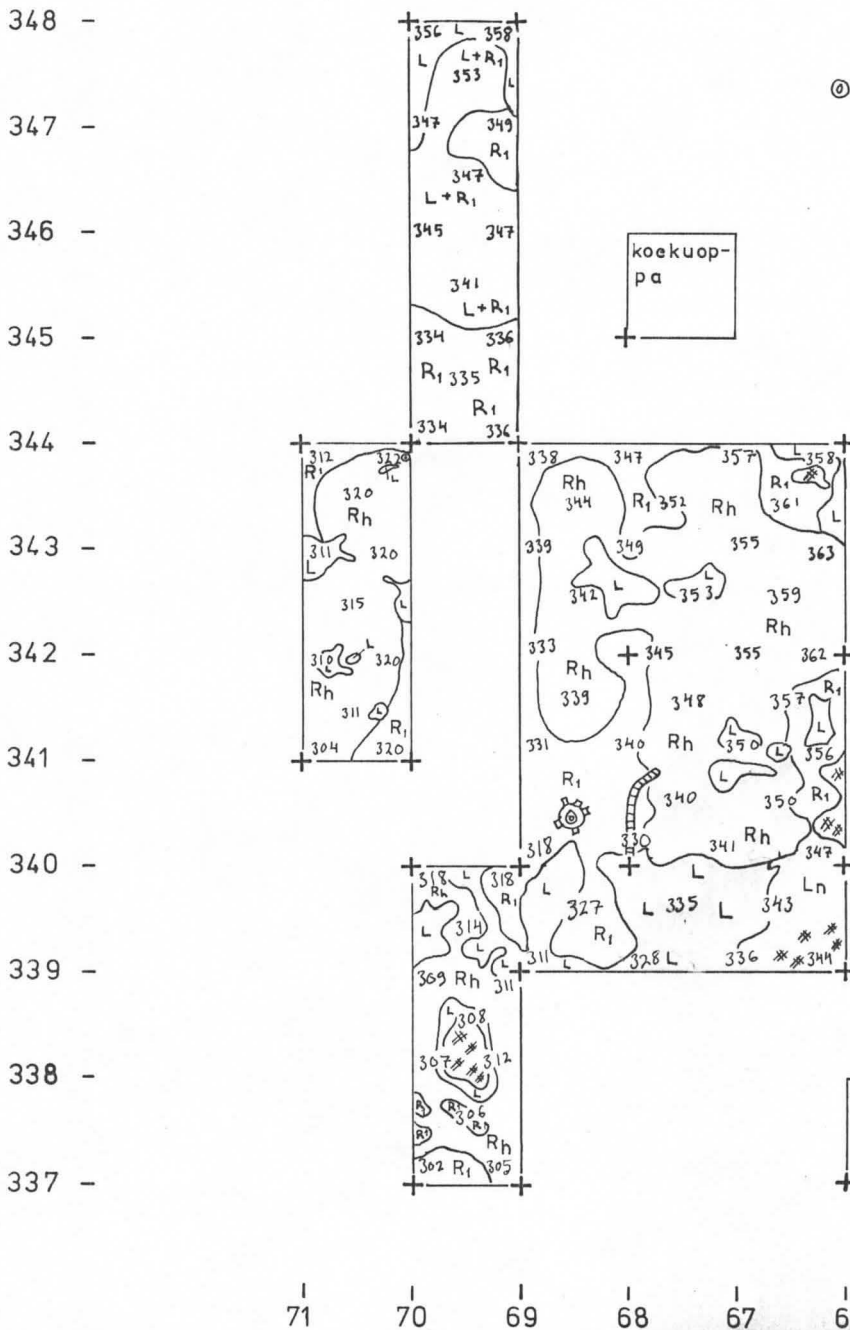 348 –
356 L 358
L L+R1
353 L
347 –
347 349
R1
347
L+R1
346 –
345 347
koekuop-
pa
341
L+R1
345 –
334 336
R1 335 R1
R1
334 336
344 –
312 322
R1 L
320
Rh
338 347 357 L 358
Rh R1
344 R1 352 Rh 361
L
343 –
311 320
L
339 349 355 363
315 L
342 L 353 L 359
Rh
342 –
310 L 320
L
Rh
333 345 355 362
Rh
339 348 357 R1
L
311 L
R1
331 340 Rh L 350 L 356
341 –
304 320
R1 L
340 350 R1
330 341 Rh
340 –
318 347
318 L 318
Rh R1
L 314
L
L 327 L 335 L 343 Ln
R1
339 –
311 L 328 L 336 344
309 Rh L 311
L
308
338 –
307 312
L
R1 R1 306
R1 R1
Rh
337 –
302 R1 305
71 70 69 68 67 6